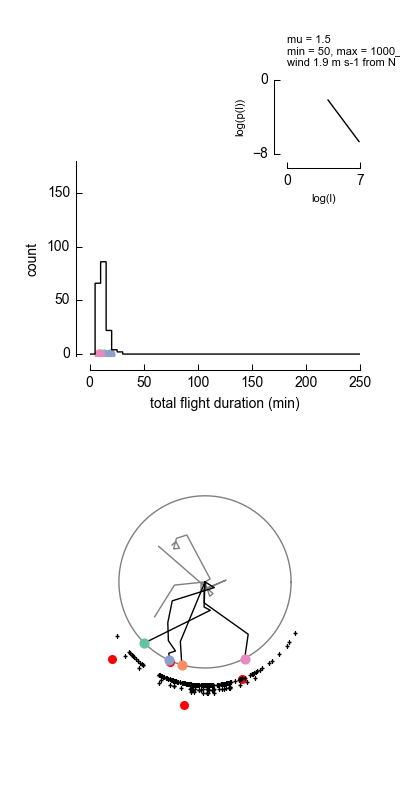 mu = 1.5
min = 50, max = 1000_
wind 1.9 m s-1 from N
0
log(p(l))
−8
0
7
log(l)
150
100
50
0
count
0
50
100
150
200
250
total flight duration (min)